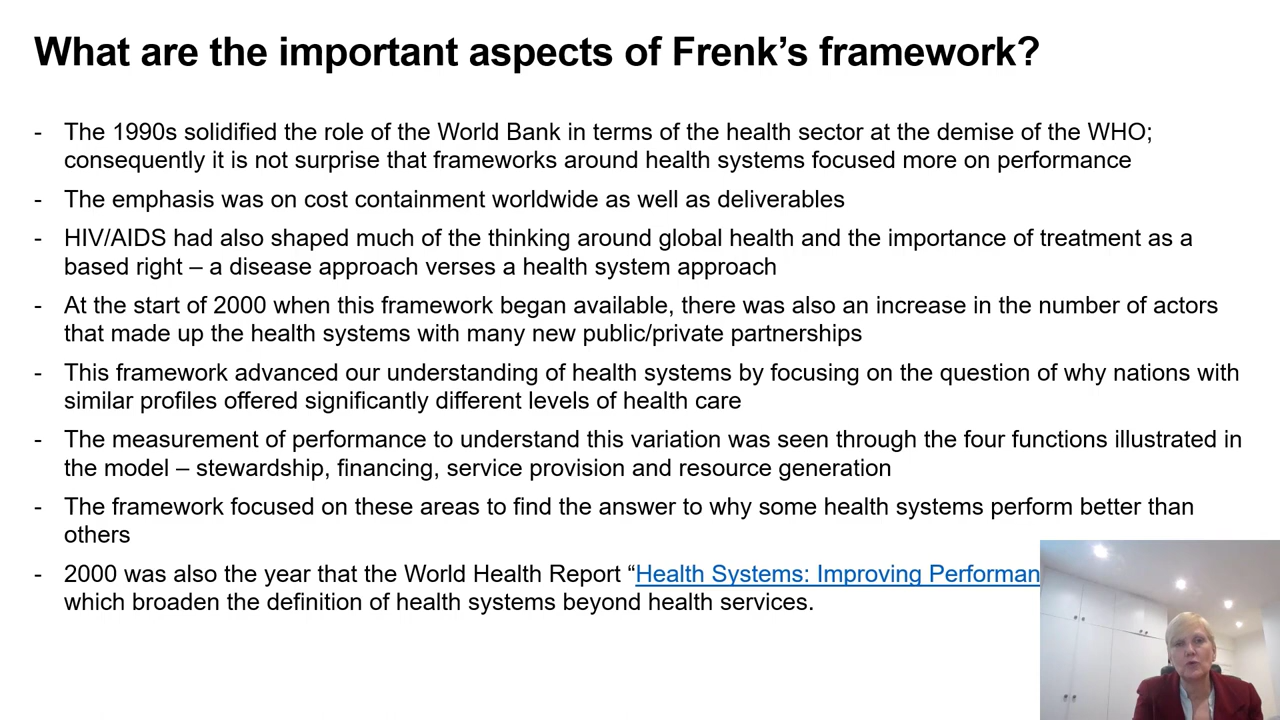 What are the important aspects of Frenk's framework?
- The 1990s solidified the role of the World Bank in terms of the health sector at the demise of the WHO;
consequently it is not surprise that frameworks around health systems focused more on performance
- The emphasis was on cost containment worldwide as well as deliverables
- HIV/AIDS had also shaped much of the thinking around global health and the importance of treatment as a
based right – a disease approach verses a health system approach
- At the start of 2000 when this framework began available, there was also an increase in the number of actors
that made up the health systems with many new public/private partnerships
- This framework advanced our understanding of health systems by focusing on the question of why nations with
similar profiles offered significantly different levels of health care
- The measurement of performance to understand this variation was seen through the four functions illustrated in
the model – stewardship, financing, service provision and resource generation
- The framework focused on these areas to find the answer to why some health systems perform better than
others
- 2000 was also the year that the World Health Report “Health Systems: Improving Performan
which broaden the definition of health systems beyond health services.